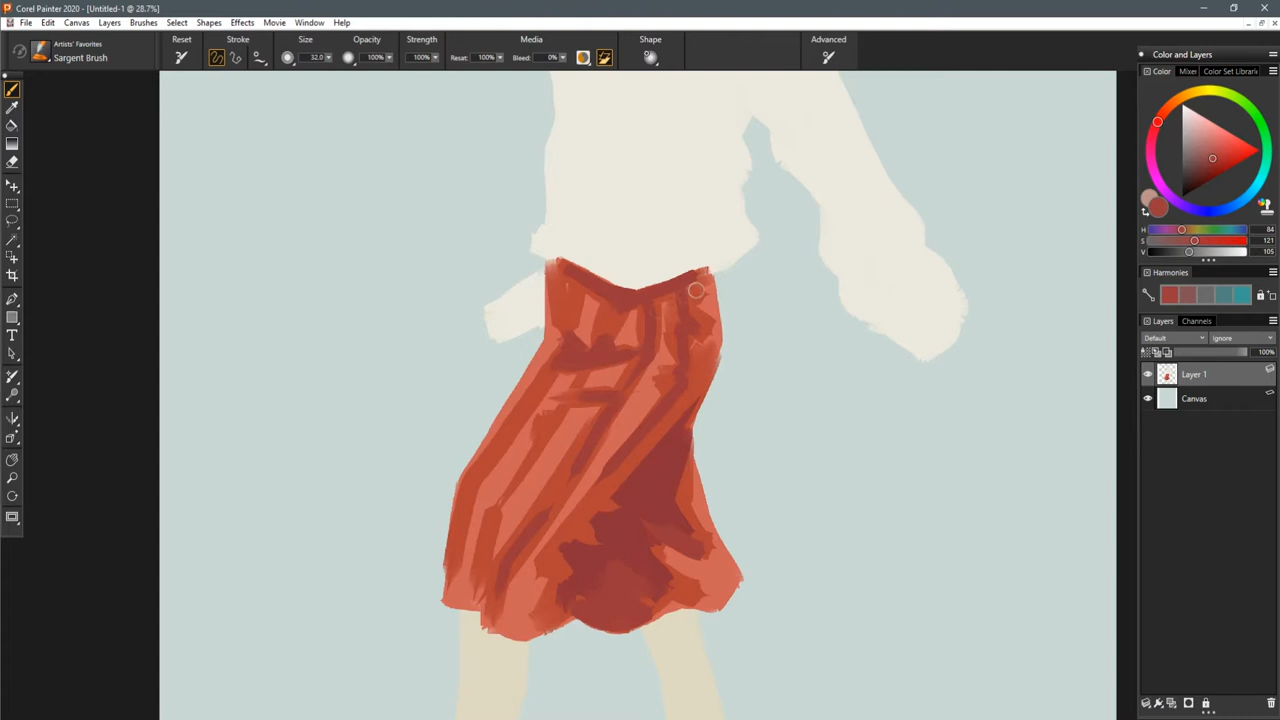 Corel Painter 2020 - [Untitled-1 @ 28.7%]
File Edit Canvas Layers Brushes Select Shapes Effects Movie Window Help
Reset Stroke Size Opacity Strength Media Shape Advanced
Artists' Favorites
Sargent Brush
32.0 100% 100% Reset: 100% Bleed: 0%
Color and Layers
Color Mixer Color Set Librari
H 84
S 121
V 105
Harmonies
Layers Channels
Default Ignore
100%
Layer 1
Canvas
T